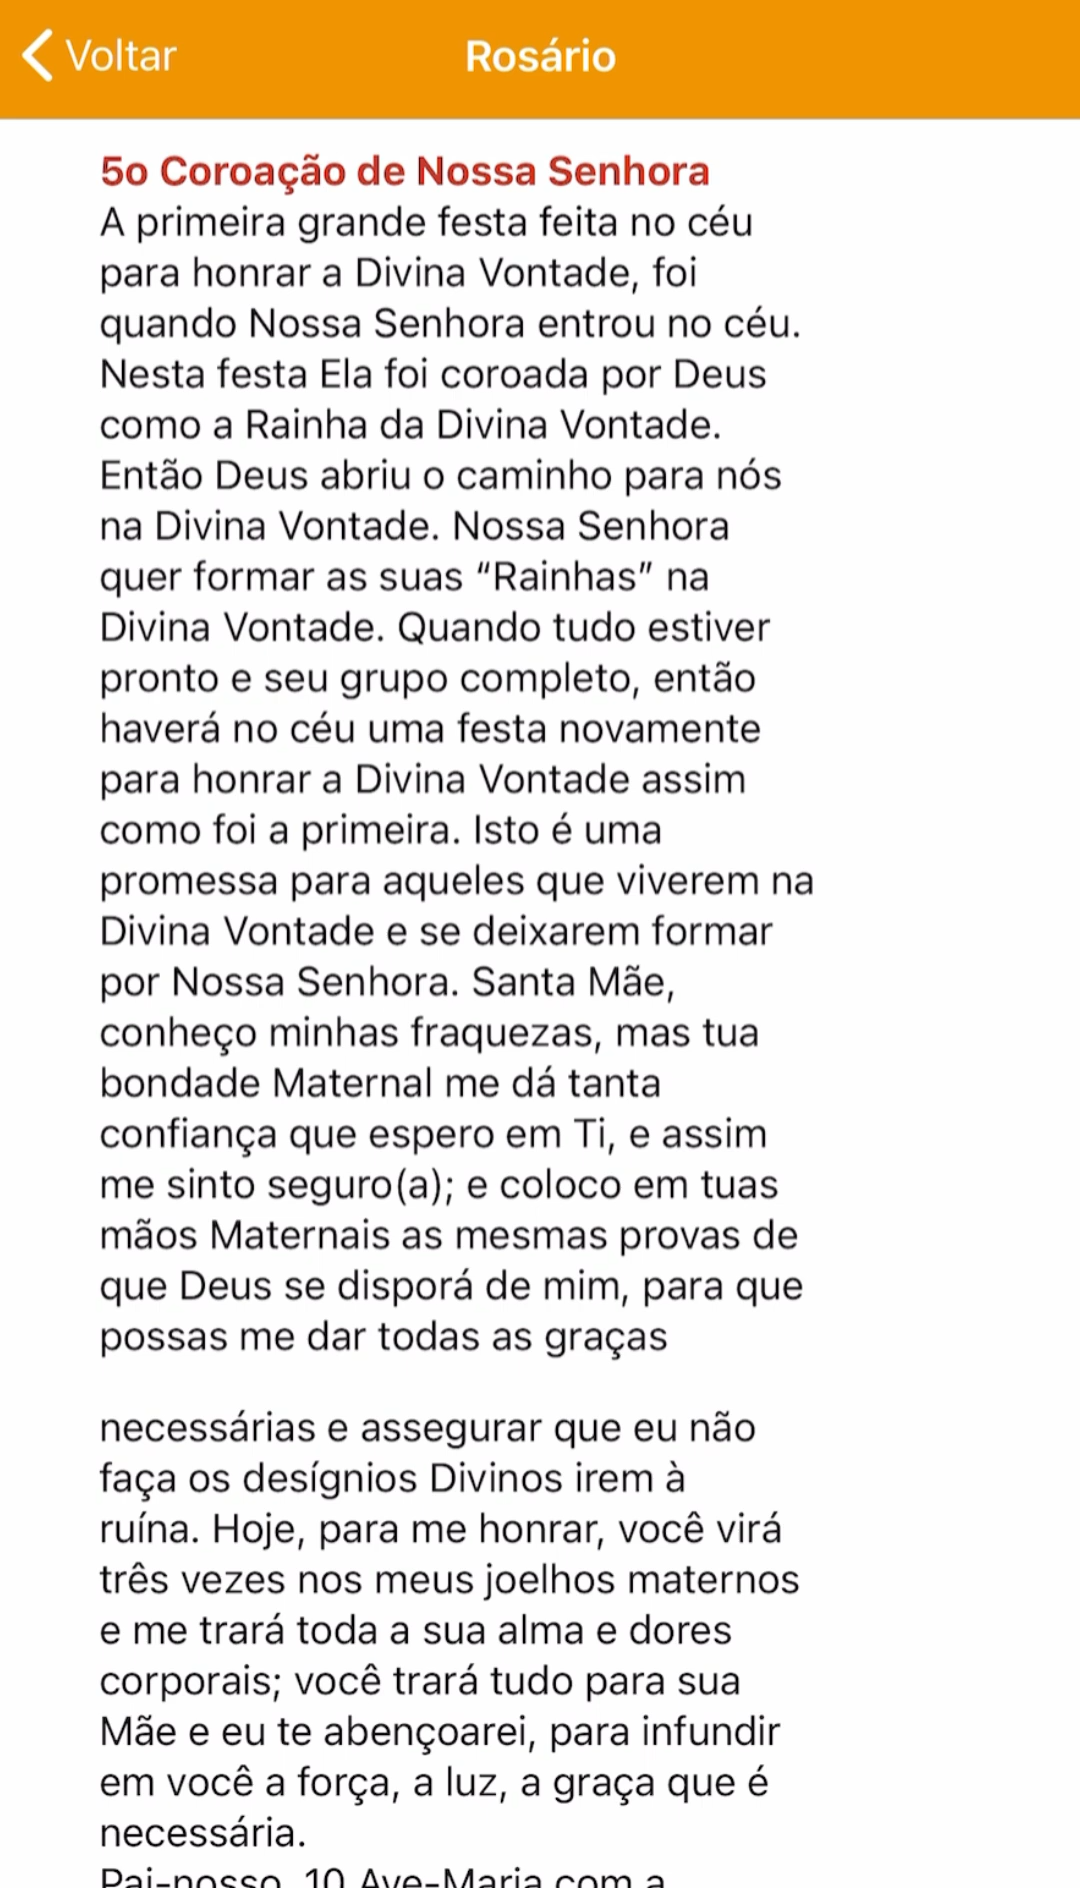 Voltar
Rosário
5o Coroação de Nossa Senhora
A primeira grande festa feita no céu
para honrar a Divina Vontade, foi
quando Nossa Senhora entrou no céu.
Nesta festa Ela foi coroada por Deus
como a Rainha da Divina Vontade.
Então Deus abriu o caminho para nós
na Divina Vontade. Nossa Senhora
quer formar as suas “Rainhas” na
Divina Vontade. Quando tudo estiver
pronto e seu grupo completo, então
haverá no céu uma festa novamente
para honrar a Divina Vontade assim
como foi a primeira. Isto é uma
promessa para aqueles que viverem na
Divina Vontade e se deixarem formar
por Nossa Senhora. Santa Mãe,
conheço minhas fraquezas, mas tua
bondade Maternal me dá tanta
confiança que espero em Ti, e assim
me sinto seguro(a); e coloco em tuas
mãos Maternais as mesmas provas de
que Deus se disporá de mim, para que
possas me dar todas as graças
necessárias e assegurar que eu não
faça os desígnios Divinos irem à
ruína. Hoje, para me honrar, você virá
três vezes nos meus joelhos maternos
e me trará toda a sua alma e dores
corporais; você trará tudo para sua
Mãe e eu te abençoarei, para infundir
em você a força, a luz, a graça que é
necessária.
Pai-nosso, 10 Ave-Maria com a